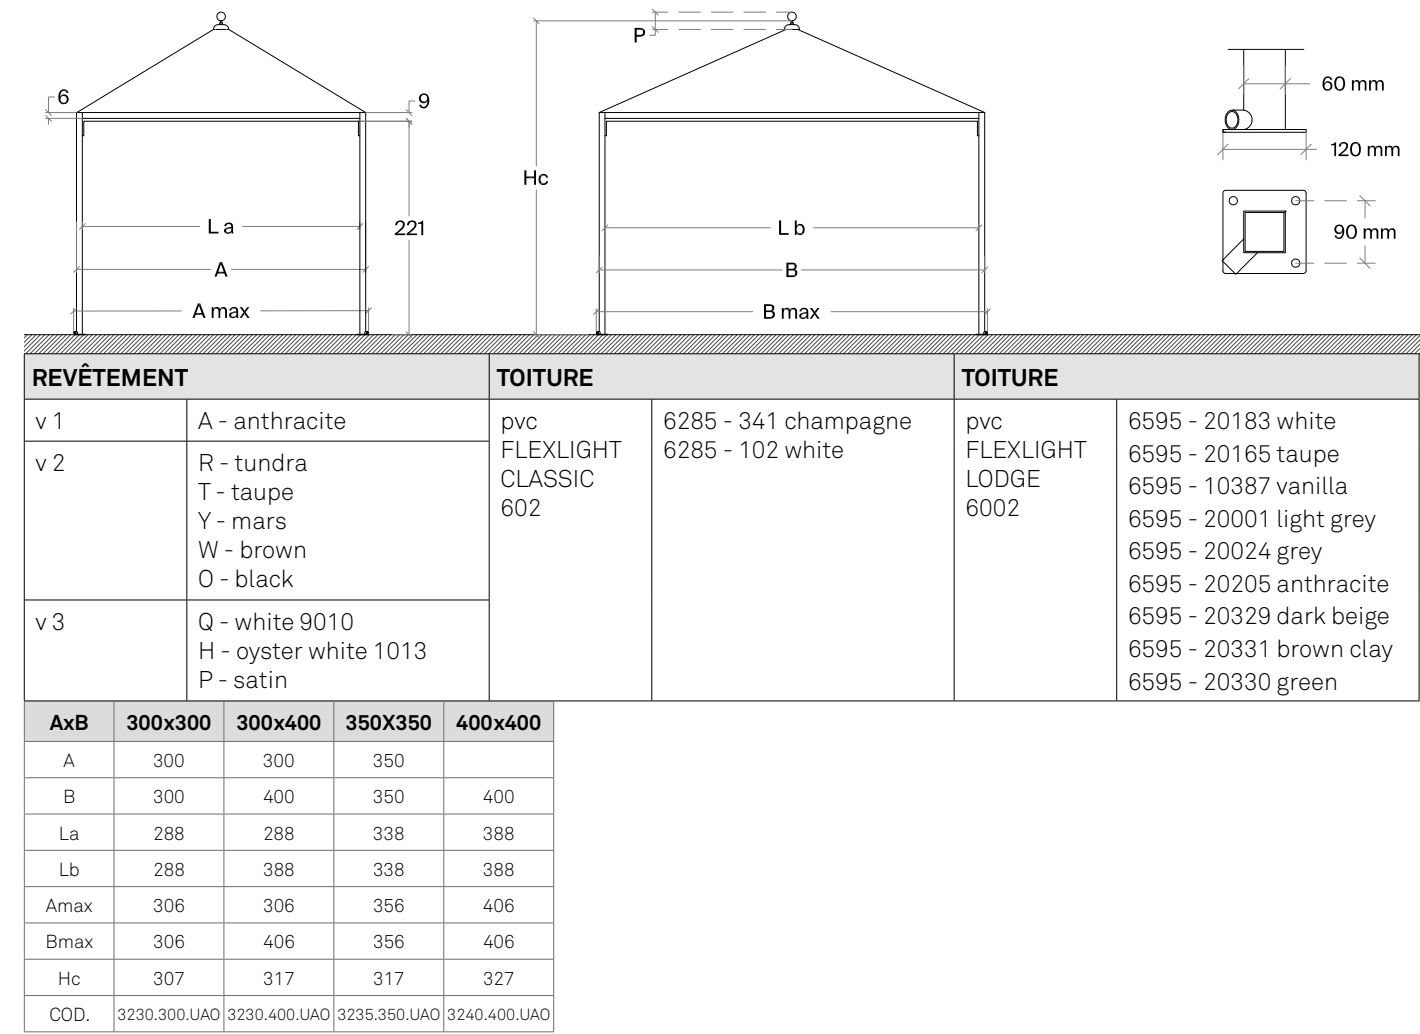 P
6
9
60 mm
Hc
120 mm
L a
221
L b
90 mm
A
B
A max
B max
REVÊTEMENT
TOITURE
TOITURE
v 1
A - anthracite
v 2
R - tundra
T - taupe
Y - mars
W - brown
O - black
v 3
Q - white 9010
H - oyster white 1013
P - satin
pvc
FLEXLIGHT
CLASSIC
602
6285 - 341 champagne
6285 - 102 white
pvc
FLEXLIGHT
LODGE
6002
6595 - 20183 white
6595 - 20165 taupe
6595 - 10387 vanilla
6595 - 20001 light grey
6595 - 20024 grey
6595 - 20205 anthracite
6595 - 20329 dark beige
6595 - 20331 brown clay
6595 - 20330 green
AxB 300x300 300x400 350X350 400x400
A 300 300 350
B 300 400 350 400
La 288 288 338 388
Lb 288 388 338 388
Amax 306 306 356 406
Bmax 306 406 356 406
Hc 307 317 317 327
COD. 3230.300.UAO 3230.400.UAO 3235.350.UAO 3240.400.UAO